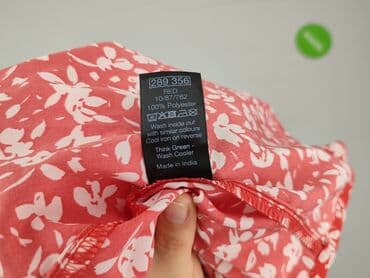 289 356
RED
10/87/762
100% Polyester
Wash inside out
with similar colours
Cool iron on reverse
Think Green -
Wash Cooler
Made in India